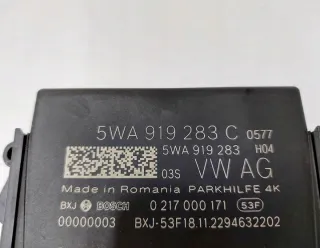 5WA 919 283 C 0577
5WA 919 283 H04
03S VW AG
Made in Romania PARKHILFE 4K
BXJ BOSCH 0 217 000 171 53F
00000003 BXJ-53F18.11.2294632202